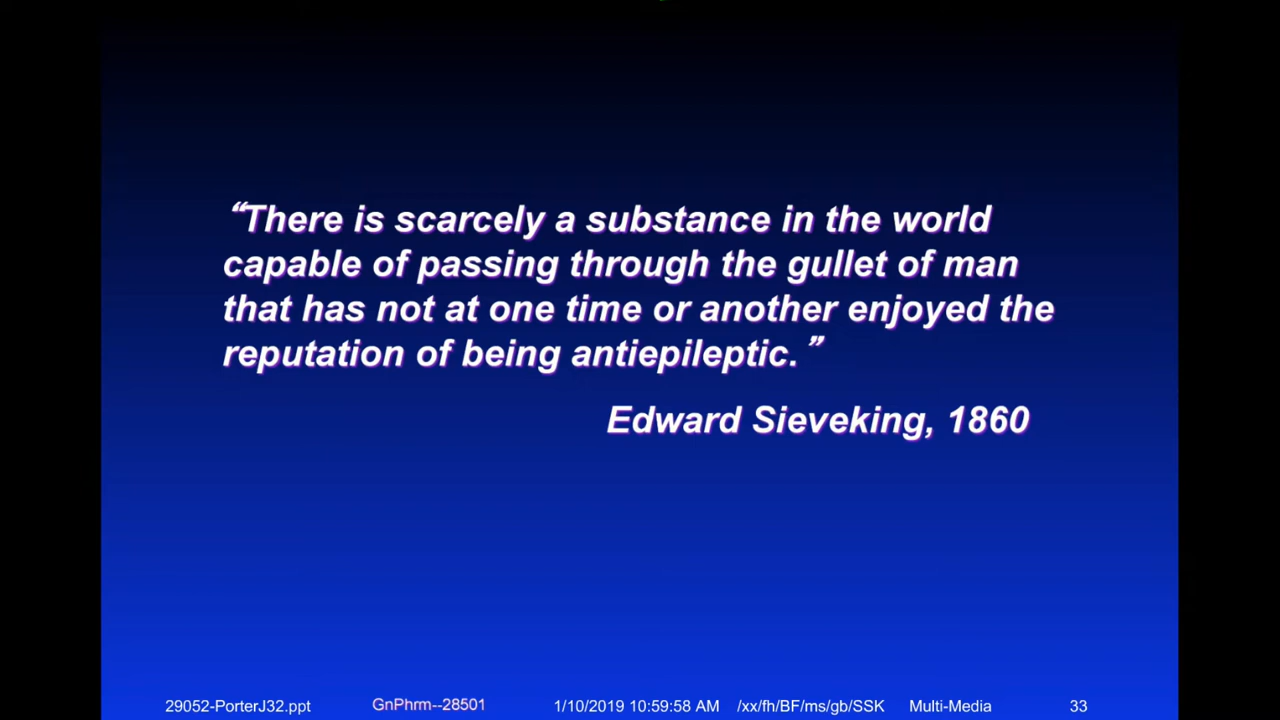 “There is scarcely a substance in the world
capable of passing through the gullet of man
that has not at one time or another enjoyed the
reputation of being antiepileptic.”
Edward Sieveking, 1860
29052-PorterJ32.ppt GnPhrm--28501 1/10/2019 10:59:58 AM /xx/fh/BF/ms/gb/SSK Multi-Media 33